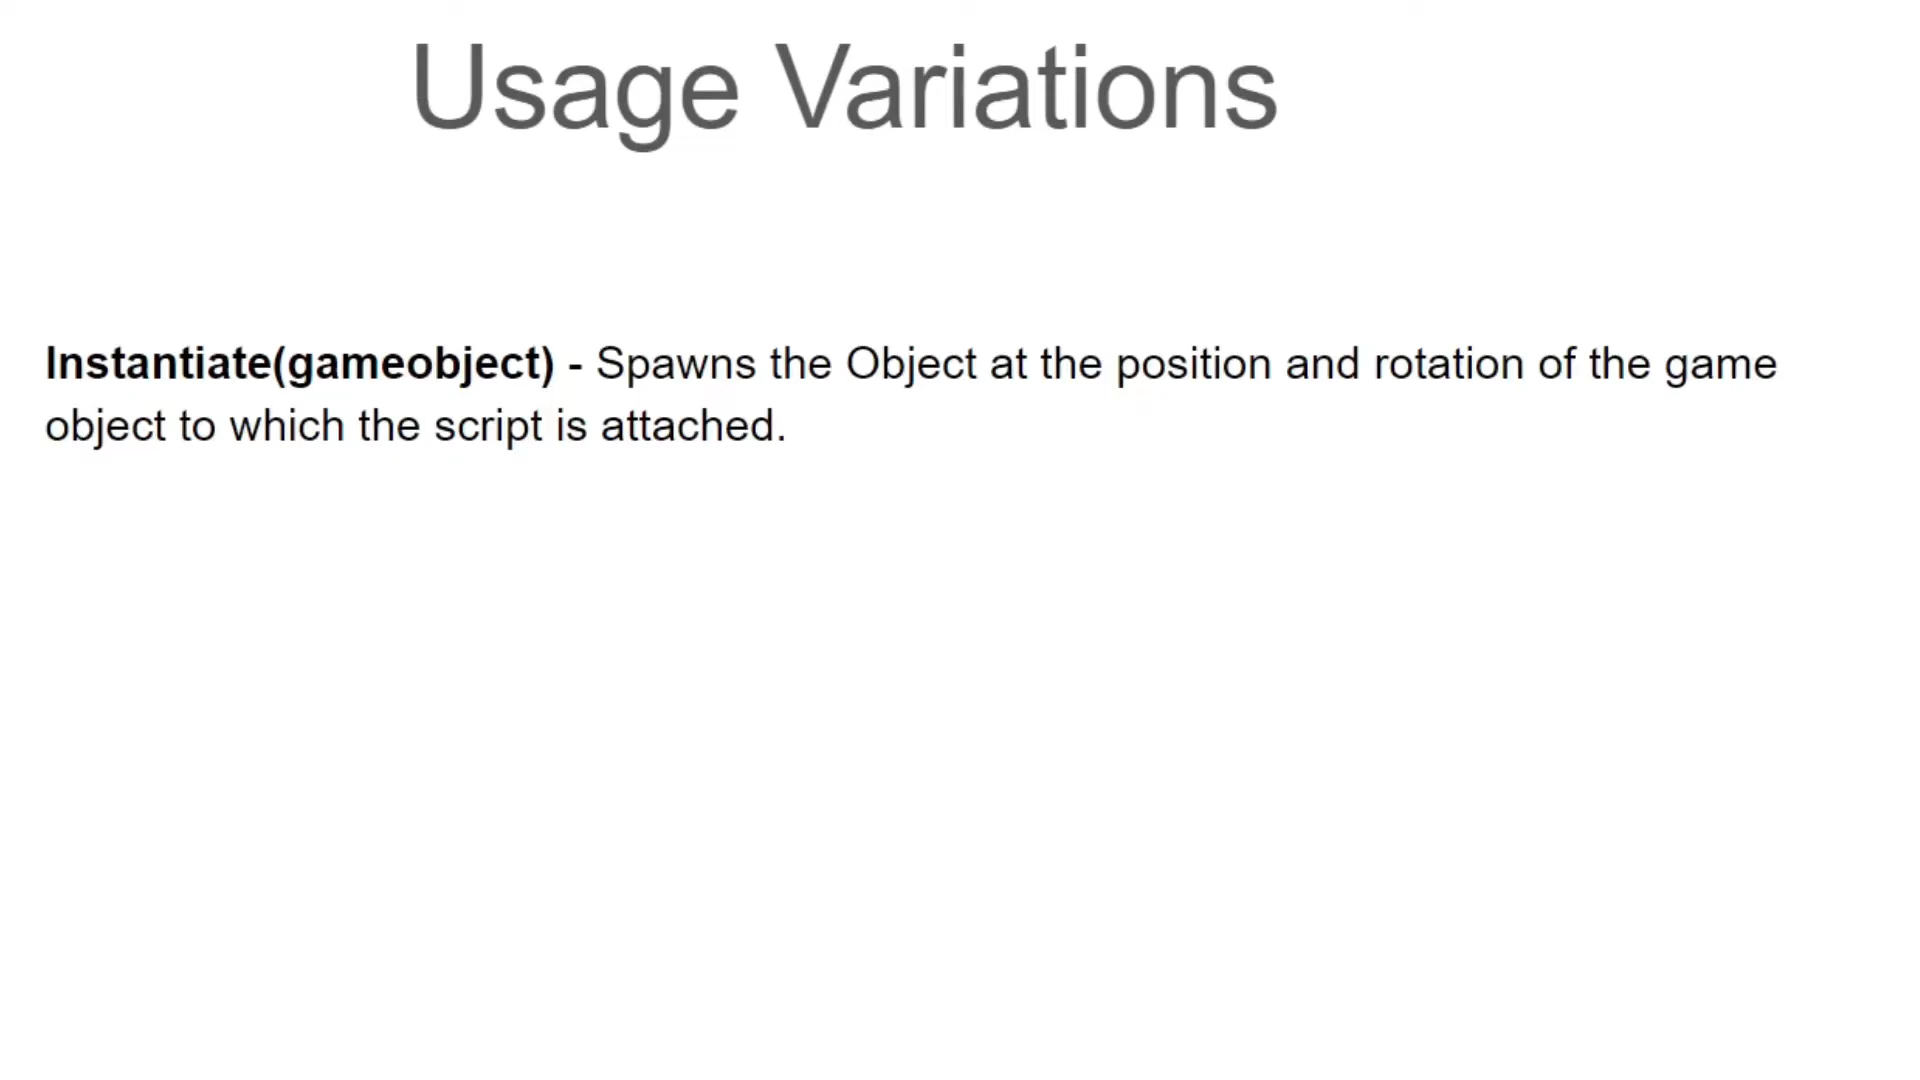 Usage Variations
Instantiate(gameobject) - Spawns the Object at the position and rotation of the game
object to which the script is attached.